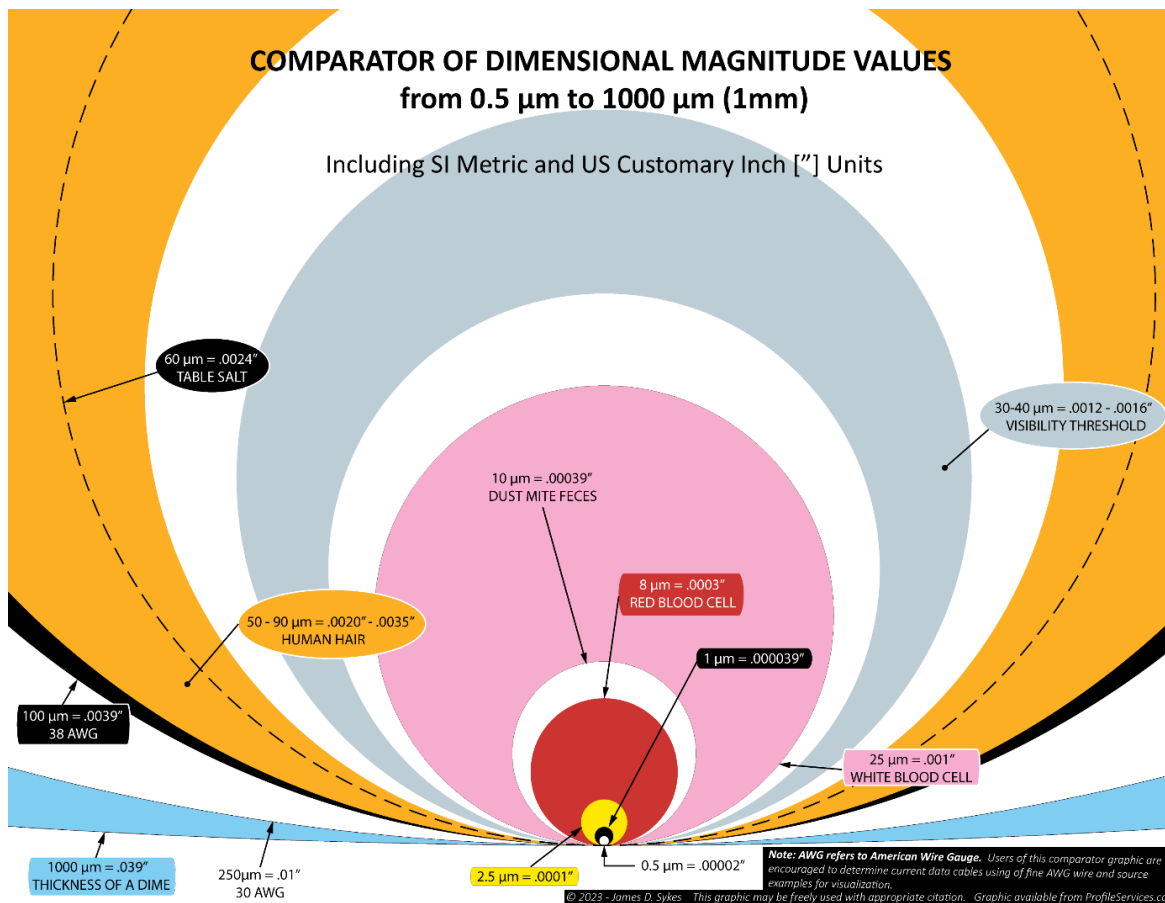 COMPARATOR OF DIMENSIONAL MAGNITUDE VALUES
from 0.5 µm to 1000 µm (1mm)
Including SI Metric and US Customary Inch [”] Units
60 µm = .0024”
TABLE SALT
30-40 µm = .0012 - .0016”
VISIBILITY THRESHOLD
10 µm = .00039”
DUST MITE FECES
8 µm = .0003”
RED BLOOD CELL
50 - 90 µm = .0020” - .0035”
HUMAN HAIR
1 µm = .000039”
100 µm = .0039”
38 AWG
25 µm = .001”
WHITE BLOOD CELL
1000 µm = .039”
THICKNESS OF A DIME
250µm = .01”
30 AWG
2.5 µm = .0001”
0.5 µm = .00002”
Note: AWG refers to American Wire Gauge. Users of this comparator graphic are
encouraged to determine current data cables using of fine AWG wire and source
examples for visualization.
© 2023 - James D. Sykes This graphic may be freely used with appropriate citation. Graphic available from ProfileServices.co